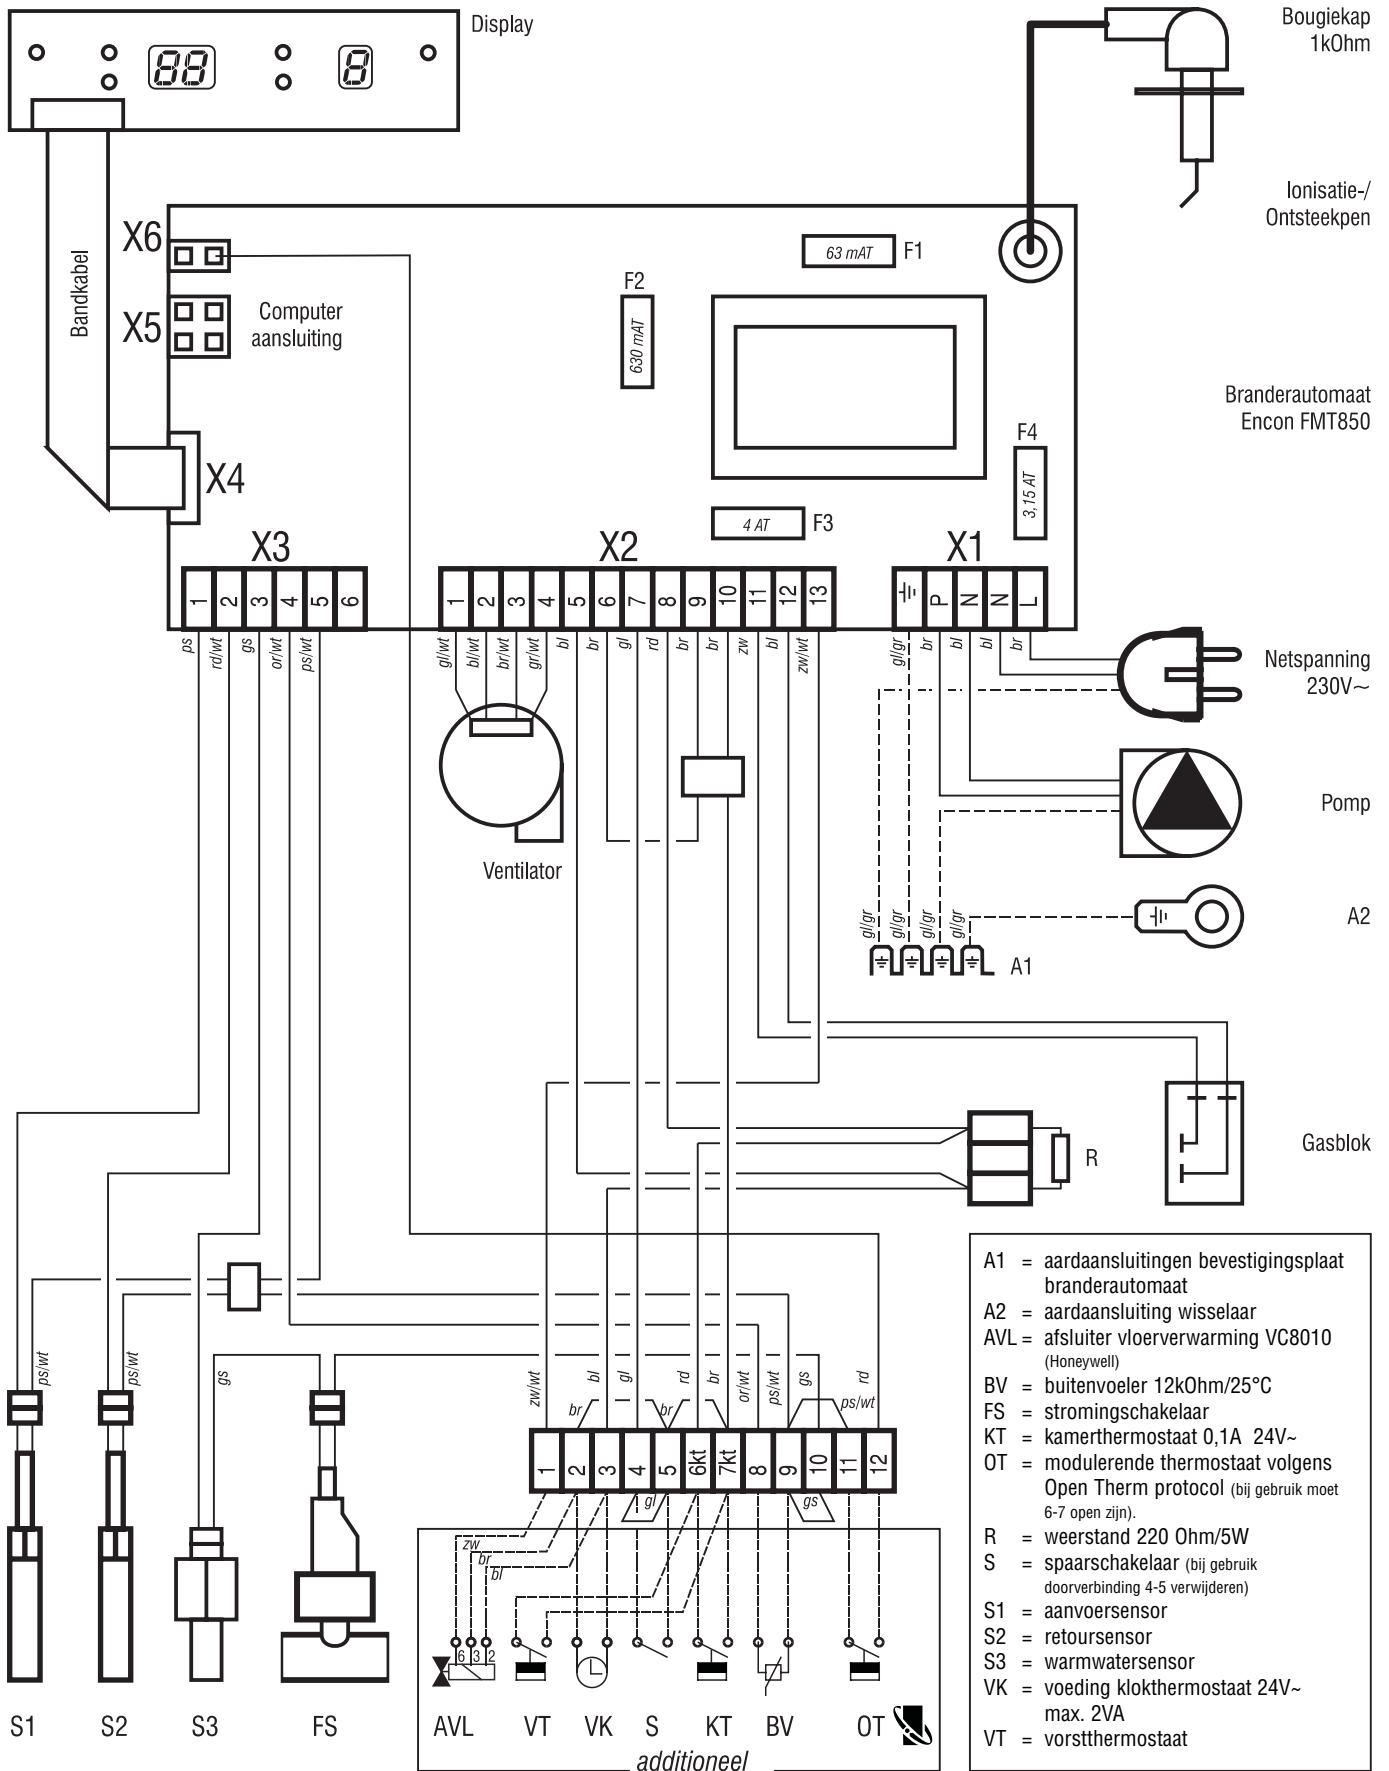 Display
Bougiekap
1kOhm
Ionisatie-/
Ontsteekpen
88
8
Bandkabel
X6
X5
Computer
aansluiting
X4
63 mAT
F1
F2
630 mAT
Branderautomaat
Encon FMT850
F4
3,15 AT
4 AT
F3
X3
X2
X1
1 2 3 4 5 6
1 2 3 4 5 6 7 8 9 10 11 12 13
P N N L
ps rd/wt gs or/wt ps/wt
gl/wt bl/wt br/wt gr/wt bl br gl rd br br zw bl zw/wt
gl/gr br bl bl br
Netspanning
230V~
Pomp
Ventilator
gl/gr gl/gr gl/gr gl/gr
A2
A1
Gasblok
R
ps/wt ps/wt gs
zw/wt bl gl rd br or/wt ps/wt gs rd
br br ps/wt
1 2 3 4 5 6kt 7kt 8 9 10 11 12
gl gs
zw
br
bl
6 3 2
S1 S2 S3 FS
AVL VT VK S KT BV OT
additioneel
A1 = aardaansluitingen bevestigingsplaat
branderautomaat
A2 = aardaansluiting wisselaar
AVL = afsluiter vloerverwarming VC8010
(Honeywell)
BV = buitenvoeler 12kOhm/25°C
FS = stromingschakelaar
KT = kamerthermostaat 0,1A 24V~
OT = modulerende thermostaat volgens
Open Therm protocol (bij gebruik moet
6-7 open zijn).
R = weerstand 220 Ohm/5W
S = spaarschakelaar (bij gebruik
doorverbinding 4-5 verwijderen)
S1 = aanvoersensor
S2 = retoursensor
S3 = warmwatersensor
VK = voeding klokthermostaat 24V~
max. 2VA
VT = vorstthermostaat